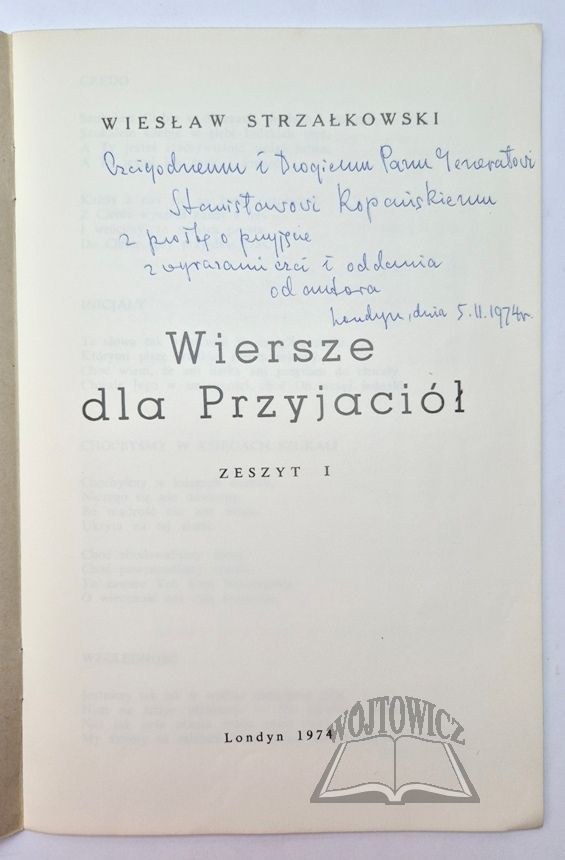 WIESŁAW STRZAŁKOWSKI
Czcigodnemu i Drogiemu Panu Generałowi
Stanisławowi Kopańskiemu
z prośbą o przyjęcie
z wyrazami czci i oddania
od autora
Londyn, dnia 5.II.1974r.
Wiersze
dla Przyjaciół
ZESZYT I
Londyn 1974
WÓJTOWICZ